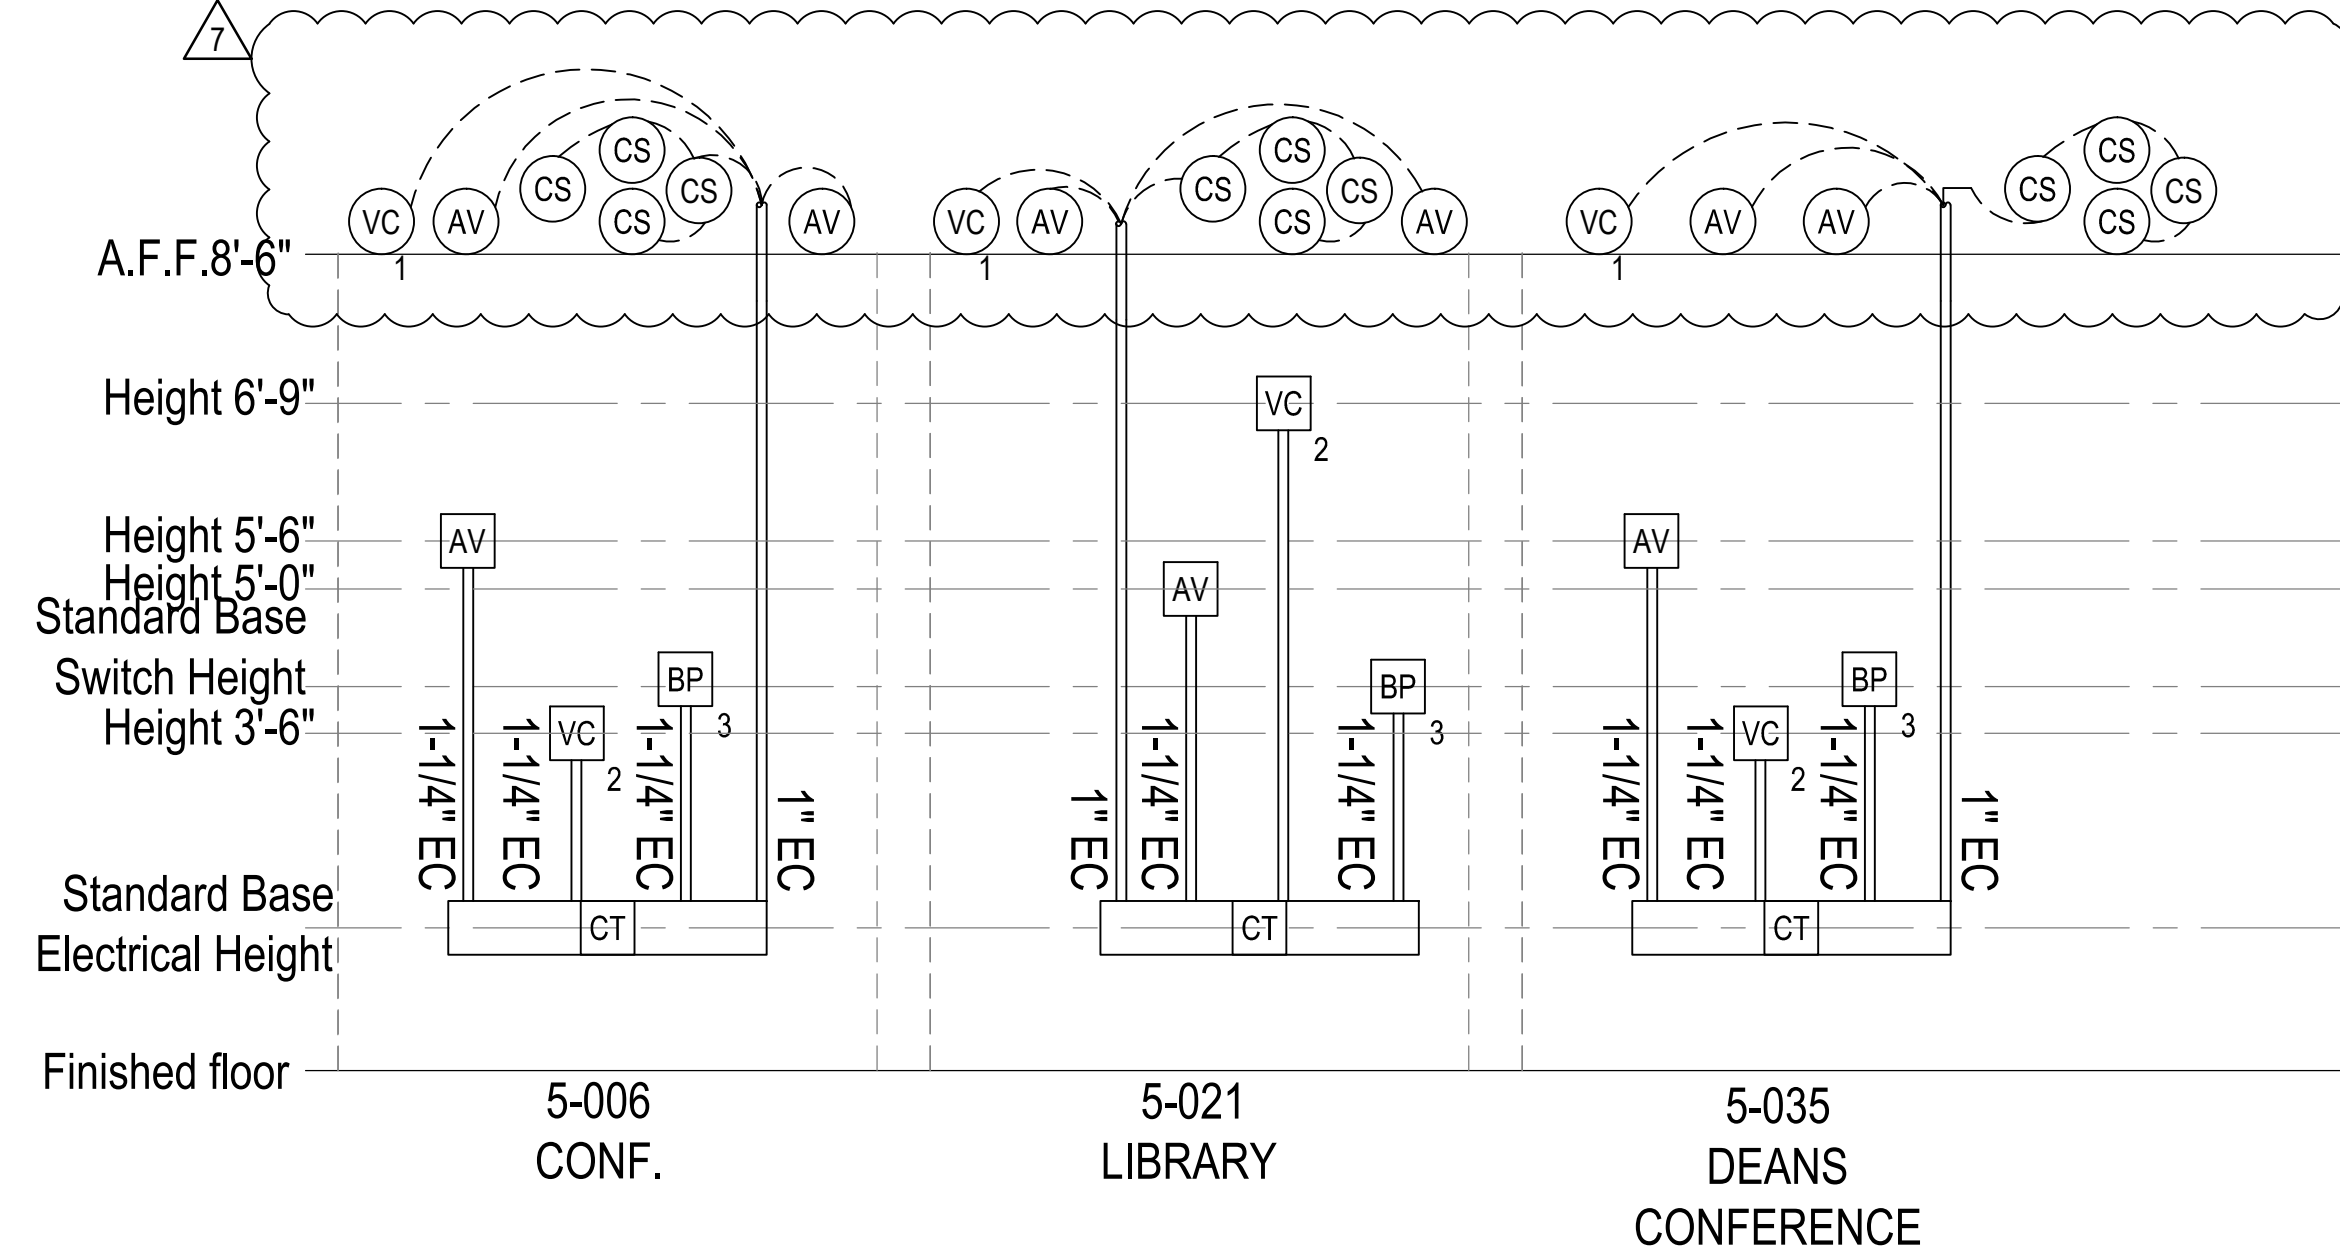 7
VC AV CS CS CS CS AV VC AV CS CS CS CS AV VC AV AV CS CS CS CS
A.F.F.8'-6"
1 1 1
Height 6'-9"
VC
2
Height 5'-6"
AV AV
Height 5'-0"
AV
Standard Base
Switch Height
BP BP BP
3 3 3
Height 3'-6"
VC VC
2 2
1-1/4" EC 1-1/4" EC 1-1/4" EC 1" EC
1" EC 1-1/4" EC 1-1/4" EC
1-1/4" EC 1-1/4" EC 1-1/4" EC 1" EC
Standard Base
Electrical Height
CT CT CT
Finished floor
5-006
CONF.
5-021
LIBRARY
5-035
DEANS
CONFERENCE